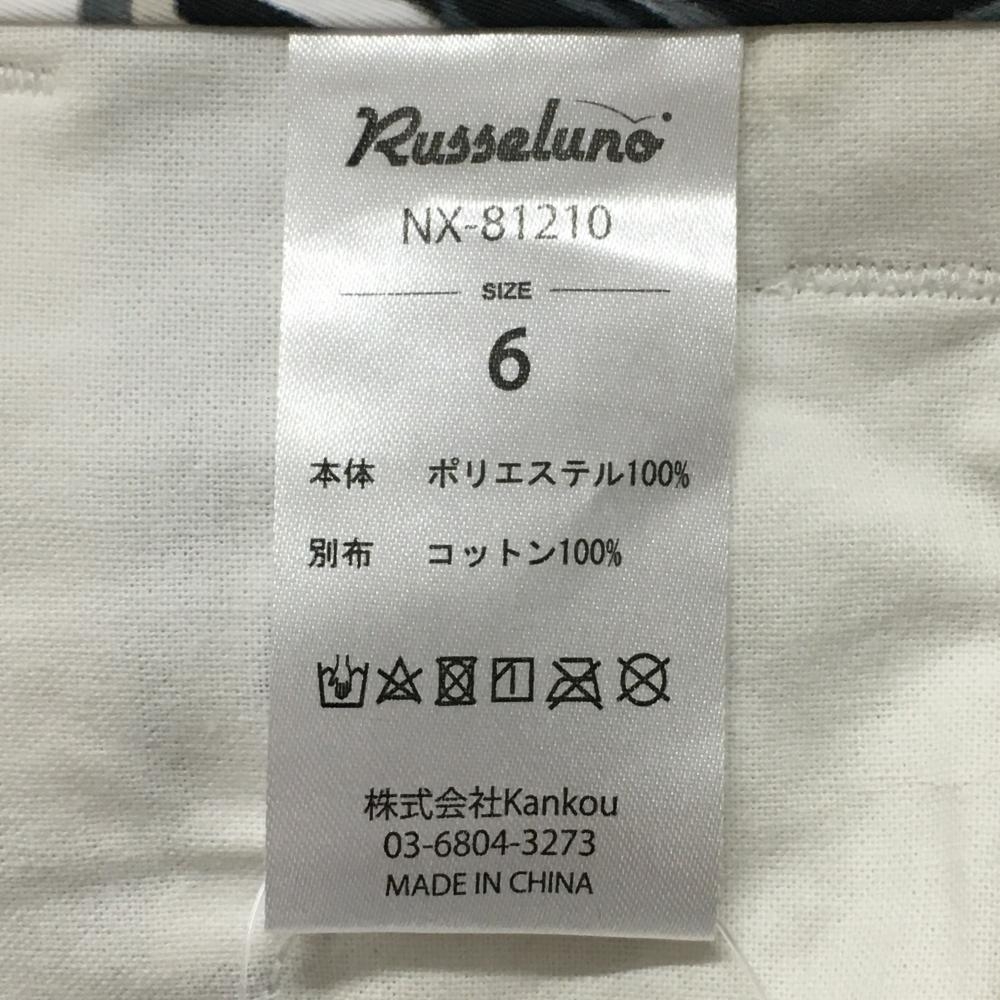 Russeluno
NX-81210
SIZE
6
本体 ポリエステル100%
別布 コットン100%
株式会社Kankou
03-6804-3273
MADE IN CHINA